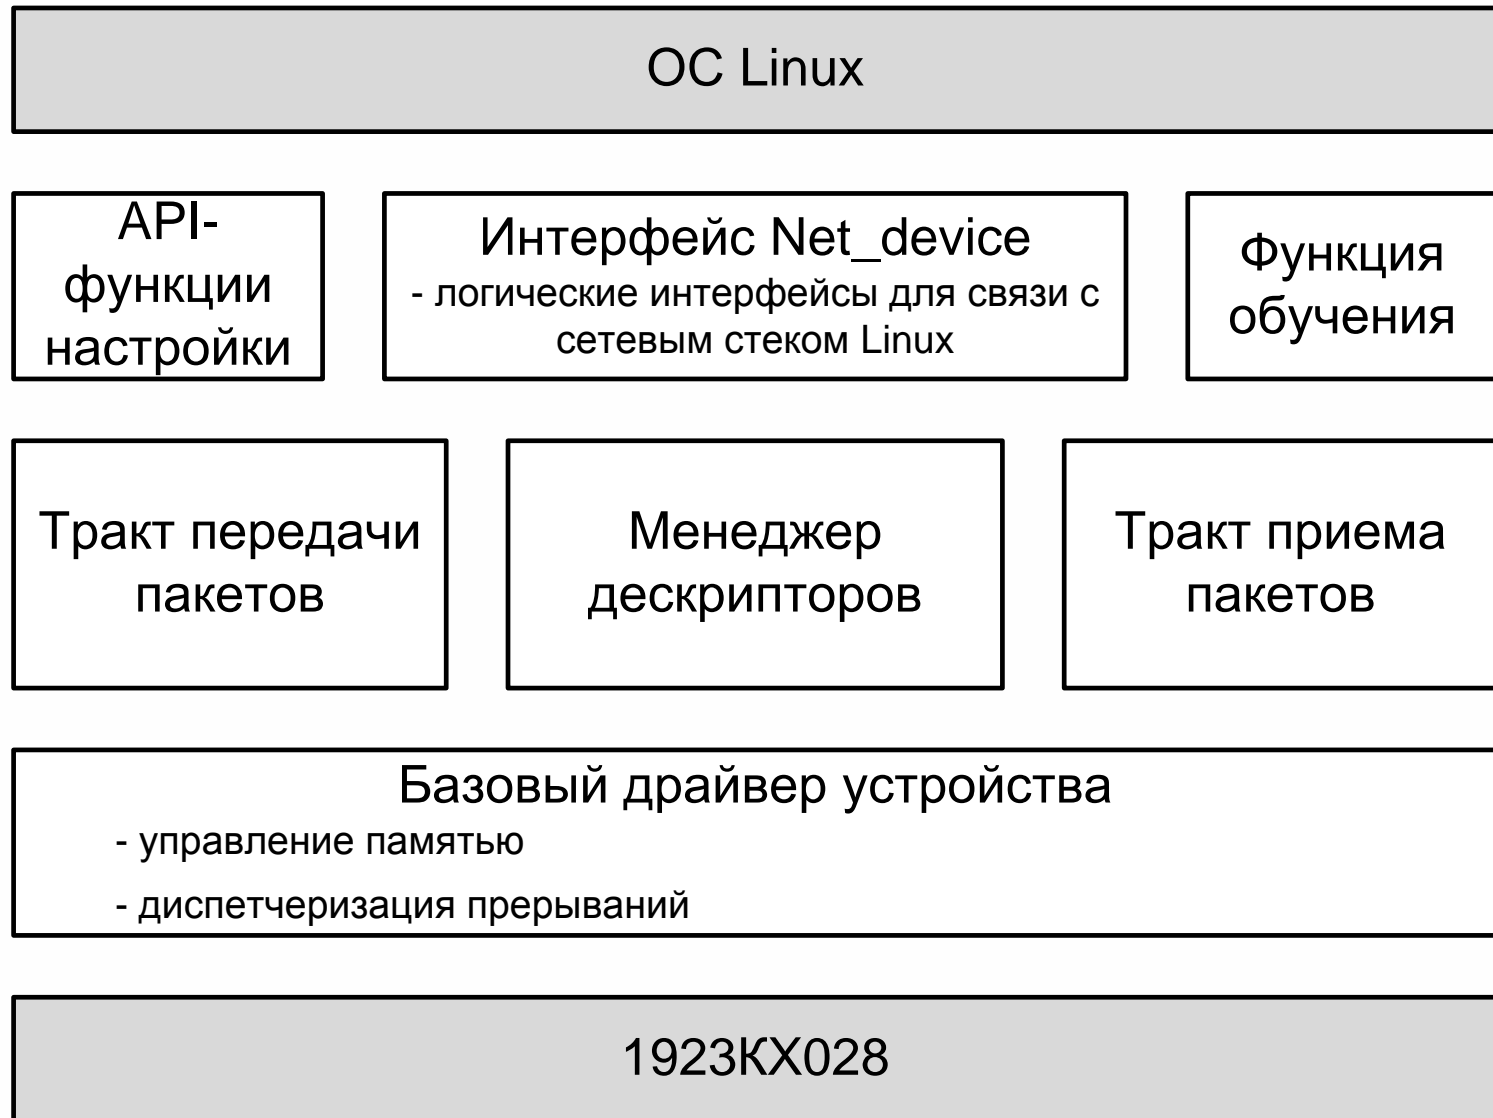 ОС Linux
API-
функции
настройки
Интерфейс Net_device
- логические интерфейсы для связи с
сетевым стеком Linux
Функция
обучения
Тракт передачи
пакетов
Менеджер
дескрипторов
Тракт приема
пакетов
Базовый драйвер устройства
- управление памятью
- диспетчеризация прерываний
1923КХ028